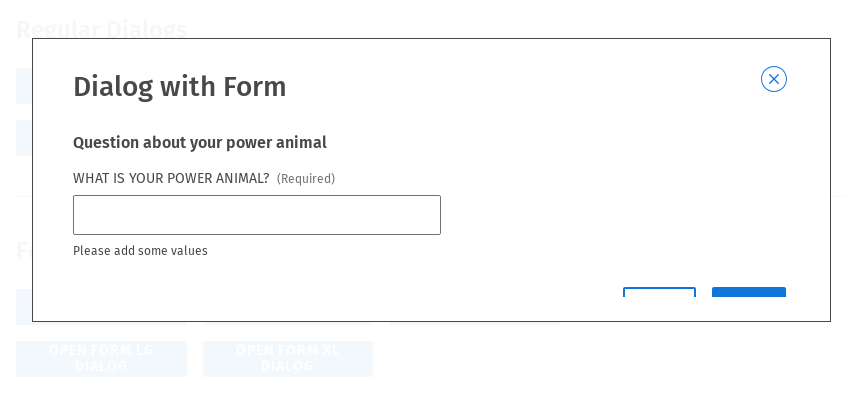 Regular Dialogs
Dialog with Form
Question about your power animal
WHAT IS YOUR POWER ANIMAL? (Required)
Please add some values
OPEN FORM LG
DIALOG
OPEN FORM XL
DIALOG